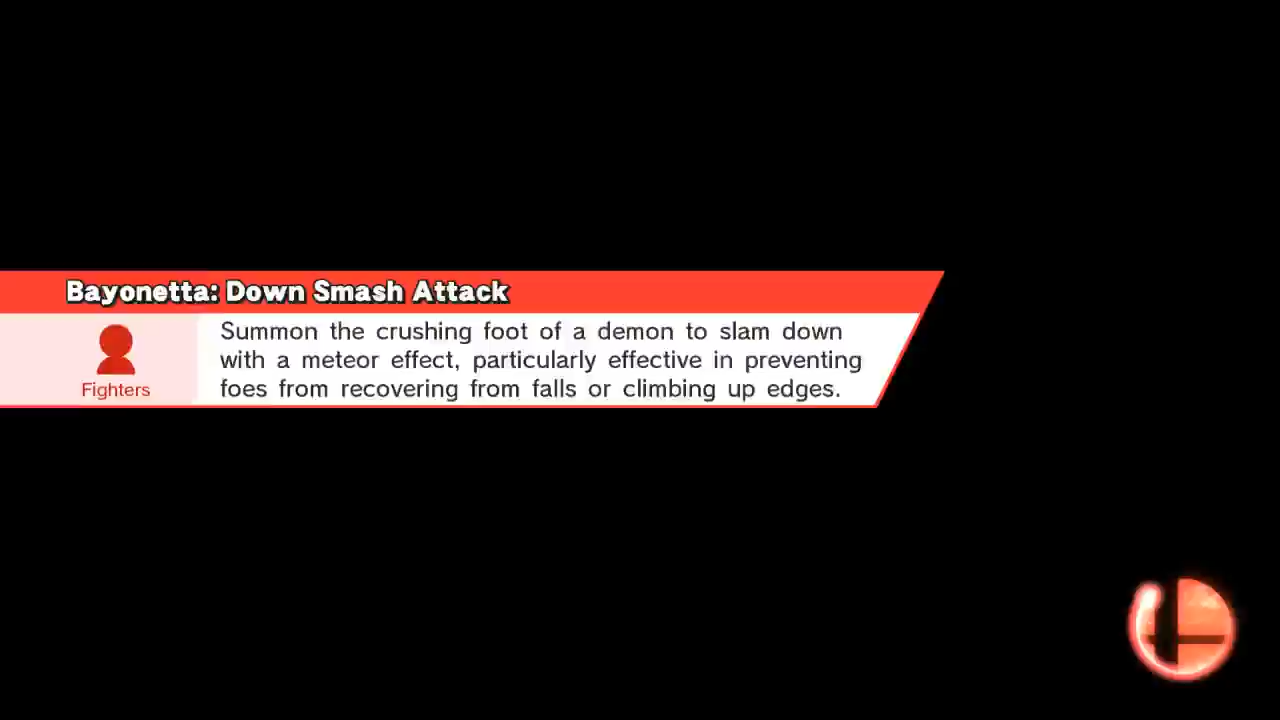 Bayonetta: Down Smash Attack
Fighters
Summon the crushing foot of a demon to slam down
with a meteor effect, particularly effective in preventing
foes from recovering from falls or climbing up edges.